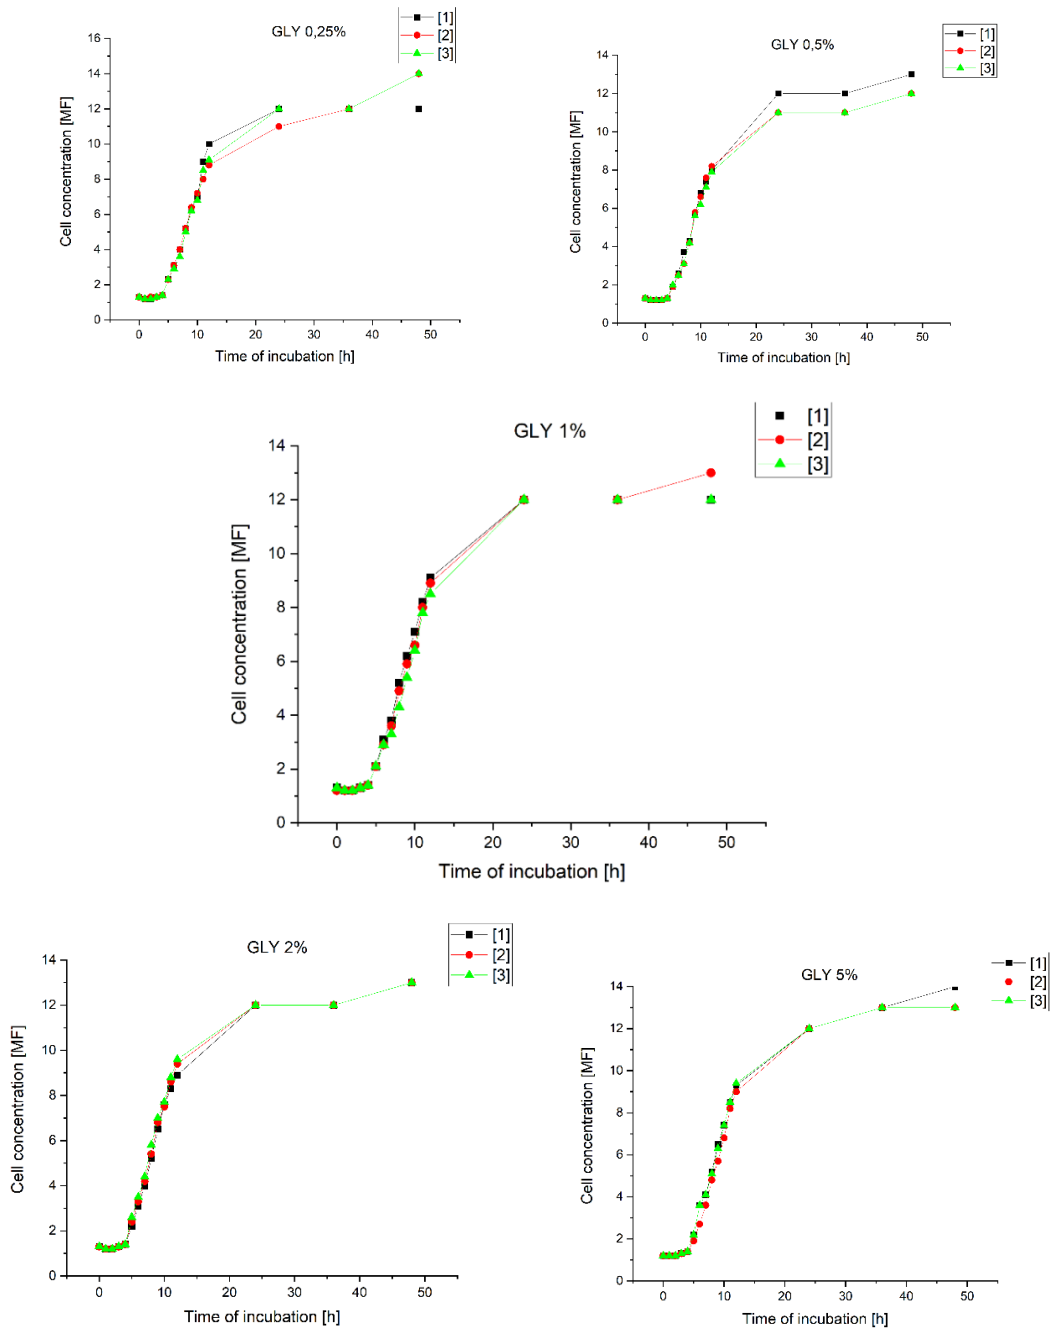 GLY 0,25%
[1]
[2]
[3]
16
14
12
10
8
6
4
2
0
Cell concentration [MF]
0 10 20 30 40 50
Time of incubation [h]
GLY 0,5%
[1]
[2]
[3]
14
12
10
8
6
4
2
0
Cell concentration [MF]
0 10 20 30 40 50
Time of incubation [h]
GLY 1%
[1]
[2]
[3]
14
12
10
8
6
4
2
0
Cell concentration [MF]
0 10 20 30 40 50
Time of incubation [h]
GLY 2%
[1]
[2]
[3]
14
12
10
8
6
4
2
0
Cell concentration [MF]
0 10 20 30 40 50
Time of incubation [h]
GLY 5%
[1]
[2]
[3]
14
12
10
8
6
4
2
0
Cell concentration [MF]
0 10 20 30 40 50
Time of incubation [h]